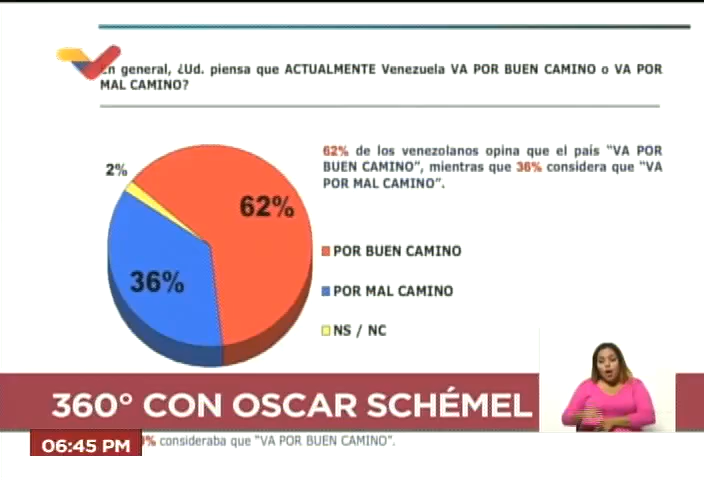 En general, ¿Ud. piensa que ACTUALMENTE Venezuela VA POR BUEN CAMINO o VA POR
MAL CAMINO?
62% de los venezolanos opina que el país “VA POR
BUEN CAMINO”, mientras que 36% considera que “VA
POR MAL CAMINO”.
2%
62%
36%
POR BUEN CAMINO
POR MAL CAMINO
NS / NC
360° CON OSCAR SCHÉMEL
06:45 PM
consideraba que “VA POR BUEN CAMINO”.